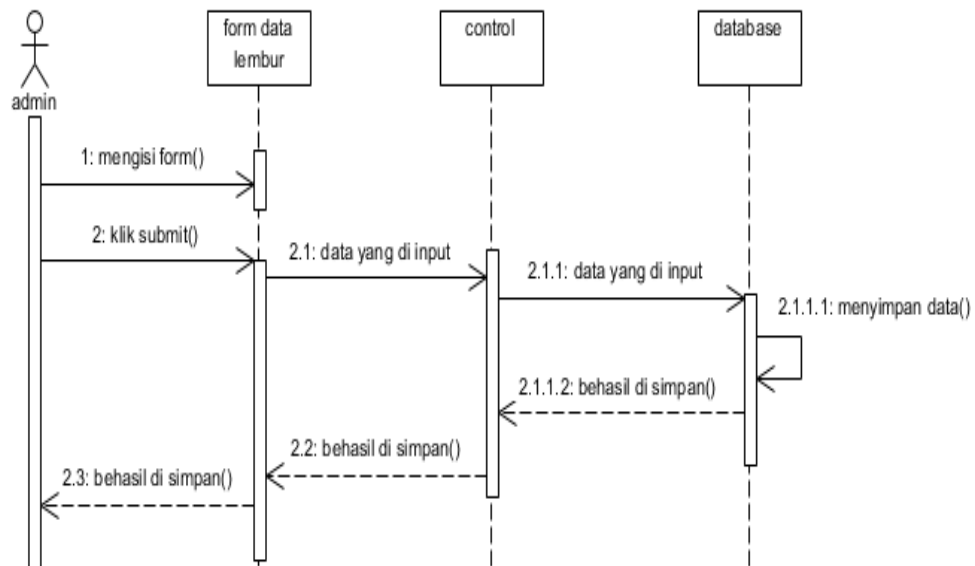 form data
lembur
control
database
admin
1: mengisi form()
2: klik submit()
2.1: data yang di input
2.1.1: data yang di input
2.1.1.1: menyimpan data()
2.1.1.2: behasil di simpan()
2.2: behasil di simpan()
2.3: behasil di simpan()